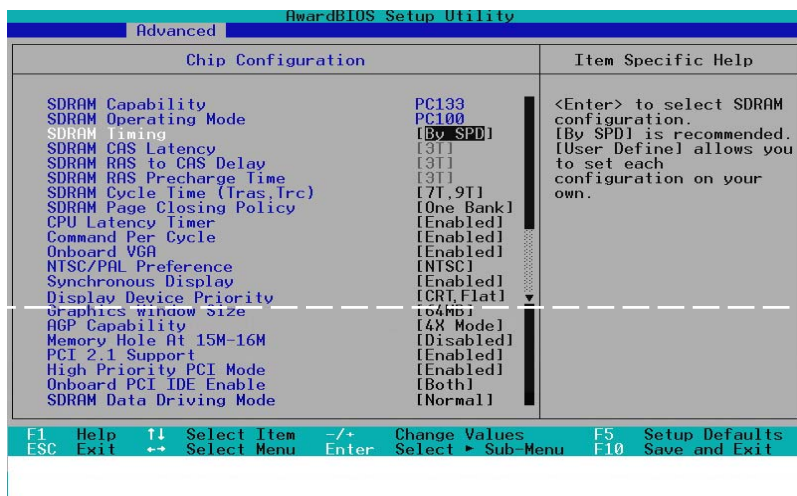 AwardBIOS Setup Utility
Advanced
Chip Configuration
Item Specific Help
SDRAM Capability PC133
SDRAM Operating Mode PC100
SDRAM Timing [By SPD]
SDRAM CAS Latency [3T]
SDRAM RAS to CAS Delay [3T]
SDRAM RAS Precharge Time [3T]
SDRAM Cycle Time (Tras,Trc) [7T,9T]
SDRAM Page Closing Policy [One Bank]
CPU Latency Timer [Enabled]
Command Per Cycle [Enabled]
Onboard VGA [Enabled]
NTSC/PAL Preference [NTSC]
Synchronous Display [Enabled]
Display Device Priority [CRT,Flat]
Graphics Window Size [64MB]
AGP Capability [4X Mode]
Memory Hole At 15M-16M [Disabled]
PCI 2.1 Support [Enabled]
High Priority PCI Mode [Enabled]
Onboard PCI IDE Enable [Both]
SDRAM Data Driving Mode [Normal]
<Enter> to select SDRAM
configuration.
[By SPD] is recommended.
[User Define] allows you
to set each
configuration on your
own.
F1 Help ↑↓ Select Item -/+ Change Values F5 Setup Defaults
ESC Exit ←→ Select Menu Enter Select ► Sub-Menu F10 Save and Exit